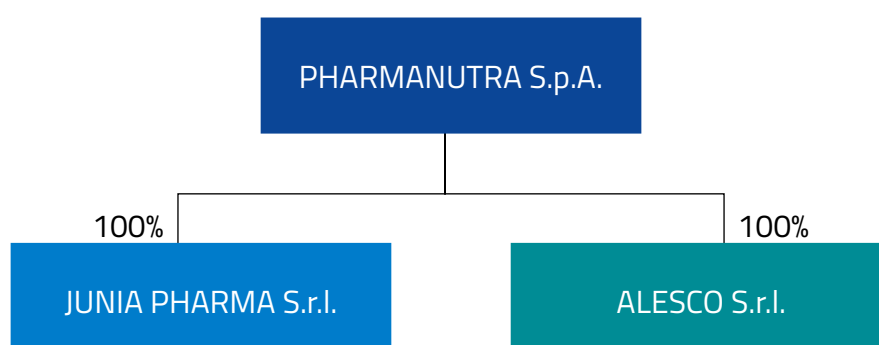 PHARMANUTRA S.p.A.
100%
100%
JUNIA PHARMA S.r.l.
ALESCO S.r.l.